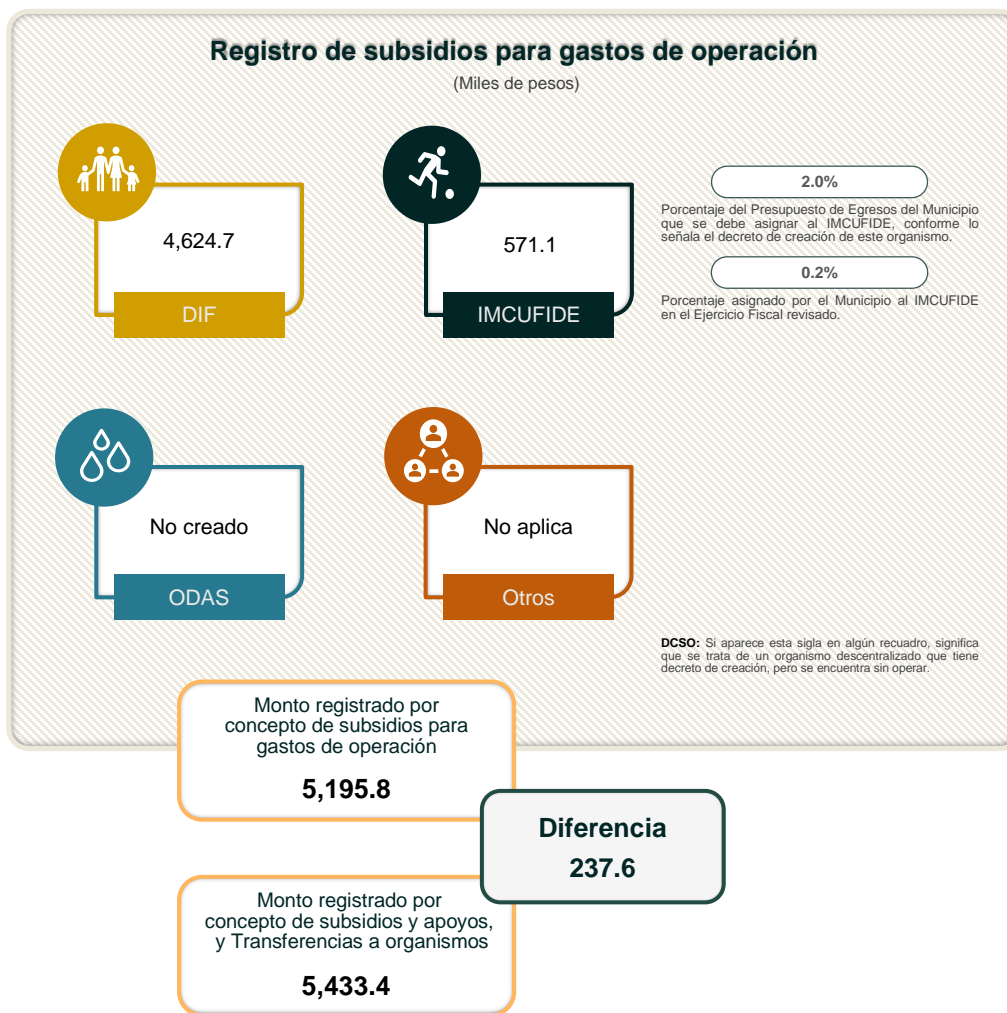 Registro de subsidios para gastos de operación
(Miles de pesos)
4,624.7
DIF
571.1
IMCUFIDE
2.0%
Porcentaje del Presupuesto de Egresos del Municipio
que se debe asignar al IMCUFIDE, conforme lo
señala el decreto de creación de este organismo.
0.2%
Porcentaje asignado por el Municipio al IMCUFIDE
en el Ejercicio Fiscal revisado.
No creado
ODAS
No aplica
Otros
DCSO: Si aparece esta sigla en algún recuadro, significa
que se trata de un organismo descentralizado que tiene
decreto de creación, pero se encuentra sin operar.
Monto registrado por
concepto de subsidios para
gastos de operación
5,195.8
Diferencia
237.6
Monto registrado por
concepto de subsidios y apoyos,
y Transferencias a organismos
5,433.4